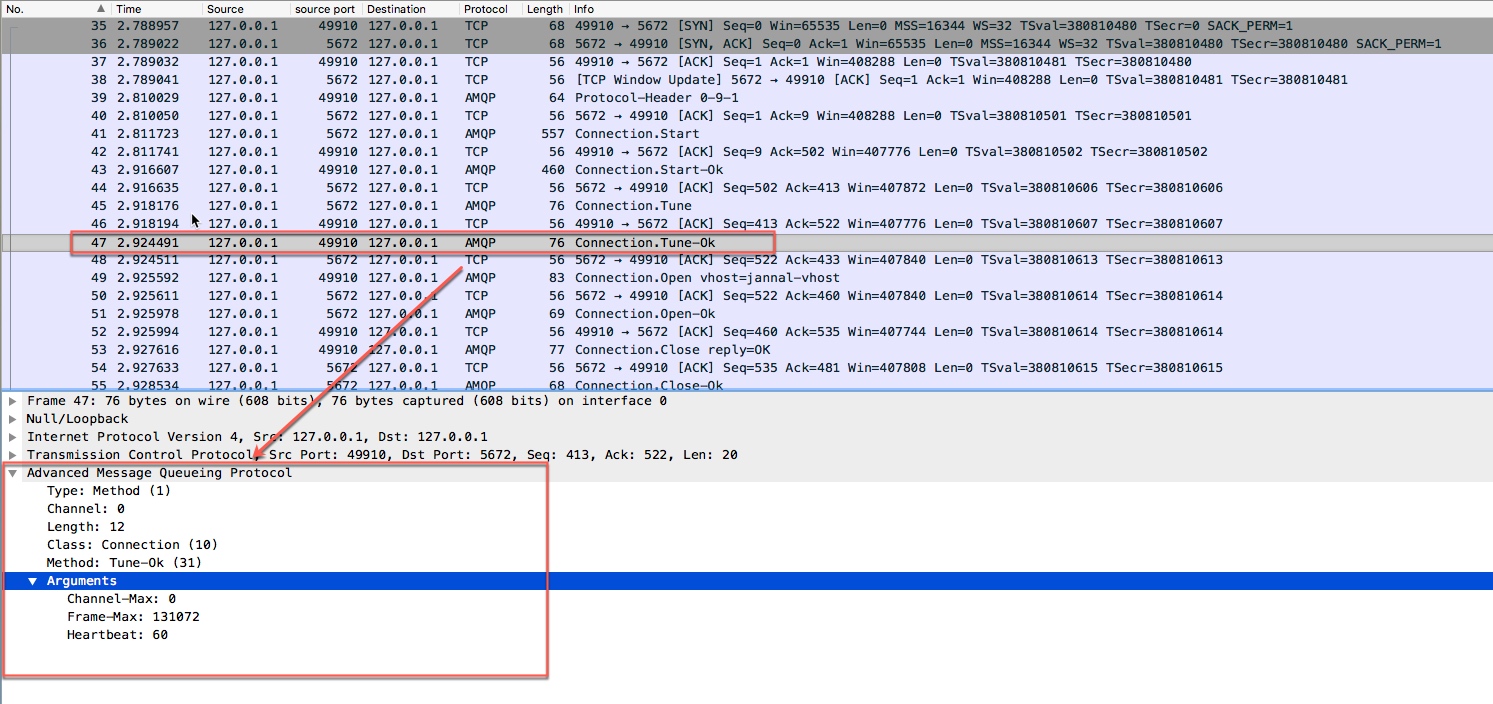 No. Time Source source port Destination Protocol Length Info
35 2.788957 127.0.0.1 49910 127.0.0.1 TCP 68 49910 → 5672 [SYN] Seq=0 Win=65535 Len=0 MSS=16344 WS=32 TSval=380810480 TSecr=0 SACK_PERM=1
36 2.789022 127.0.0.1 5672 127.0.0.1 TCP 68 5672 → 49910 [SYN, ACK] Seq=0 Ack=1 Win=65535 Len=0 MSS=16344 WS=32 TSval=380810480 TSecr=380810480 SACK_PERM=1
37 2.789032 127.0.0.1 49910 127.0.0.1 TCP 56 49910 → 5672 [ACK] Seq=1 Ack=1 Win=408288 Len=0 TSval=380810481 TSecr=380810480
38 2.789041 127.0.0.1 5672 127.0.0.1 TCP 56 [TCP Window Update] 5672 → 49910 [ACK] Seq=1 Ack=1 Win=408288 Len=0 TSval=380810481 TSecr=380810481
39 2.810029 127.0.0.1 49910 127.0.0.1 AMQP 64 Protocol-Header 0-9-1
40 2.810050 127.0.0.1 5672 127.0.0.1 TCP 56 5672 → 49910 [ACK] Seq=1 Ack=9 Win=408288 Len=0 TSval=380810501 TSecr=380810501
41 2.811723 127.0.0.1 5672 127.0.0.1 AMQP 557 Connection.Start
42 2.811741 127.0.0.1 49910 127.0.0.1 TCP 56 49910 → 5672 [ACK] Seq=9 Ack=502 Win=407776 Len=0 TSval=380810502 TSecr=380810502
43 2.916607 127.0.0.1 49910 127.0.0.1 AMQP 460 Connection.Start-Ok
44 2.916635 127.0.0.1 5672 127.0.0.1 TCP 56 5672 → 49910 [ACK] Seq=502 Ack=413 Win=407872 Len=0 TSval=380810606 TSecr=380810606
45 2.918176 127.0.0.1 5672 127.0.0.1 AMQP 76 Connection.Tune
46 2.918194 127.0.0.1 49910 127.0.0.1 TCP 56 49910 → 5672 [ACK] Seq=413 Ack=522 Win=407776 Len=0 TSval=380810607 TSecr=380810607
47 2.924491 127.0.0.1 49910 127.0.0.1 AMQP 76 Connection.Tune-Ok
48 2.924511 127.0.0.1 5672 127.0.0.1 TCP 56 5672 → 49910 [ACK] Seq=522 Ack=433 Win=407840 Len=0 TSval=380810613 TSecr=380810613
49 2.925592 127.0.0.1 49910 127.0.0.1 AMQP 83 Connection.Open vhost=jannal-vhost
50 2.925611 127.0.0.1 5672 127.0.0.1 TCP 56 5672 → 49910 [ACK] Seq=522 Ack=460 Win=407840 Len=0 TSval=380810614 TSecr=380810614
51 2.925978 127.0.0.1 5672 127.0.0.1 AMQP 69 Connection.Open-Ok
52 2.925994 127.0.0.1 49910 127.0.0.1 TCP 56 49910 → 5672 [ACK] Seq=460 Ack=535 Win=407744 Len=0 TSval=380810614 TSecr=380810614
53 2.927616 127.0.0.1 49910 127.0.0.1 AMQP 77 Connection.Close reply=OK
54 2.927633 127.0.0.1 5672 127.0.0.1 TCP 56 5672 → 49910 [ACK] Seq=535 Ack=481 Win=407808 Len=0 TSval=380810615 TSecr=380810615
55 2.928534 127.0.0.1 5672 127.0.0.1 AMQP 68 Connection.Close-Ok
Frame 47: 76 bytes on wire (608 bits), 76 bytes captured (608 bits) on interface 0
Null/Loopback
Internet Protocol Version 4, Src: 127.0.0.1, Dst: 127.0.0.1
Transmission Control Protocol, Src Port: 49910, Dst Port: 5672, Seq: 413, Ack: 522, Len: 20
Advanced Message Queueing Protocol
Type: Method (1)
Channel: 0
Length: 12
Class: Connection (10)
Method: Tune-Ok (31)
Arguments
Channel-Max: 0
Frame-Max: 131072
Heartbeat: 60